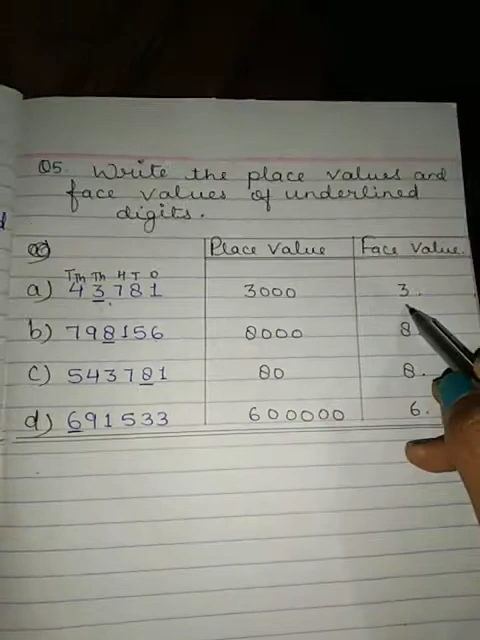 Q5. Write the place values and
face values of underlined
digits.
Place Value Face Value.
T Th Th H T O
a) 43781 3000 3.
b) 798156 8000 8
c) 543781 80 8.
d) 691533 600000 6.